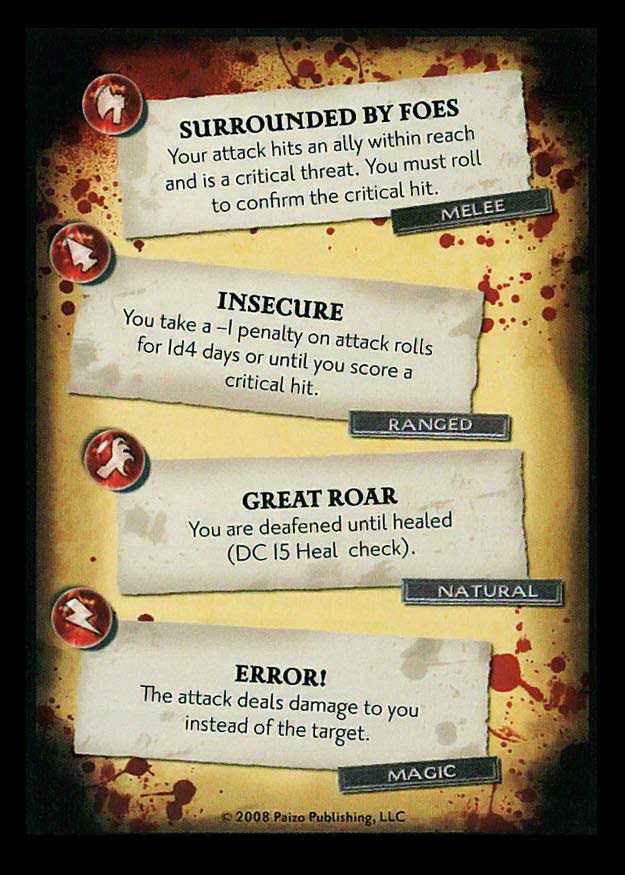 SURROUNDED BY FOES
Your attack hits an ally within reach
and is a critical threat. You must roll
to confirm the critical hit.
MELEE
INSECURE
You take a –1 penalty on attack rolls
for 1d4 days or until you score a
critical hit.
RANGED
GREAT ROAR
You are deafened until healed
(DC 15 Heal check).
NATURAL
ERROR!
The attack deals damage to you
instead of the target.
MAGIC
© 2008 Paizo Publishing, LLC